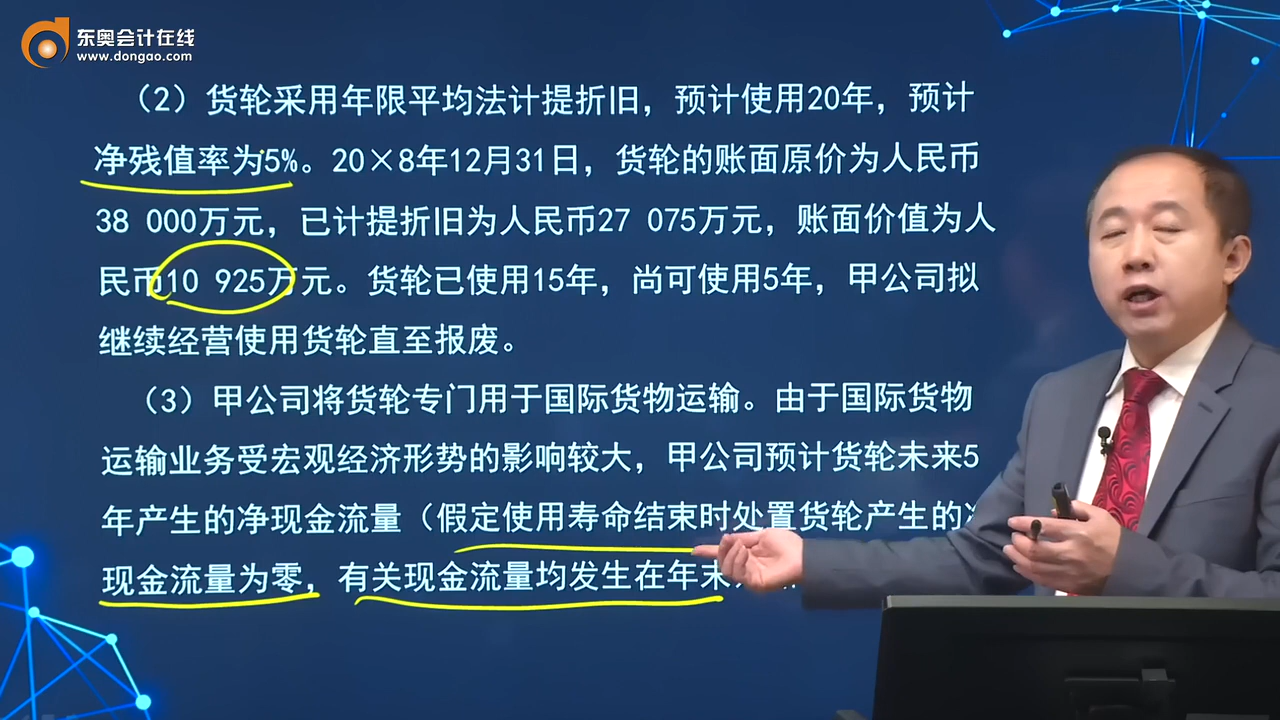 东奥会计在线
www.dongao.com
（2）货轮采用年限平均法计提折旧，预计使用20年，预计
净残值率为5%。20×8年12月31日，货轮的账面原价为人民币
38 000万元，已计提折旧为人民币27 075万元，账面价值为人
民币10 925万元。货轮已使用15年，尚可使用5年，甲公司拟
继续经营使用货轮直至报废。
（3）甲公司将货轮专门用于国际货物运输。由于国际货物
运输业务受宏观经济形势的影响较大，甲公司预计货轮未来5
年产生的净现金流量（假定使用寿命结束时处置货轮产生的
现金流量为零，有关现金流量均发生在年末